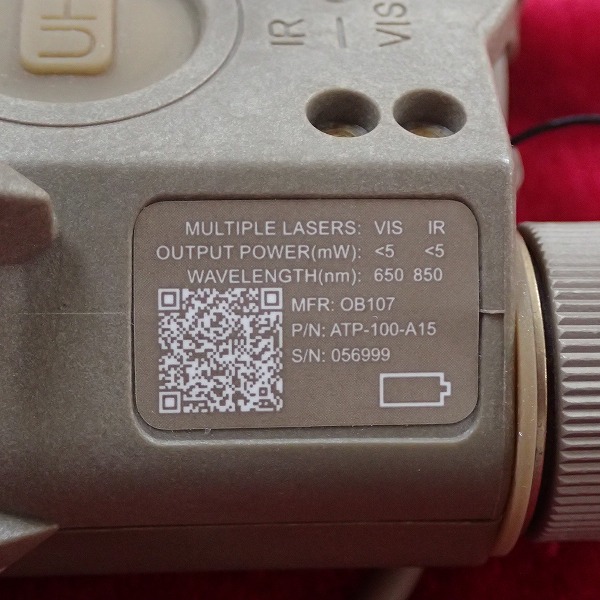 UH
IR
VIS
MULTIPLE LASERS: VIS IR
OUTPUT POWER(mW): <5 <5
WAVELENGTH(nm): 650 850
MFR: OB107
P/N: ATP-100-A15
S/N: 056999